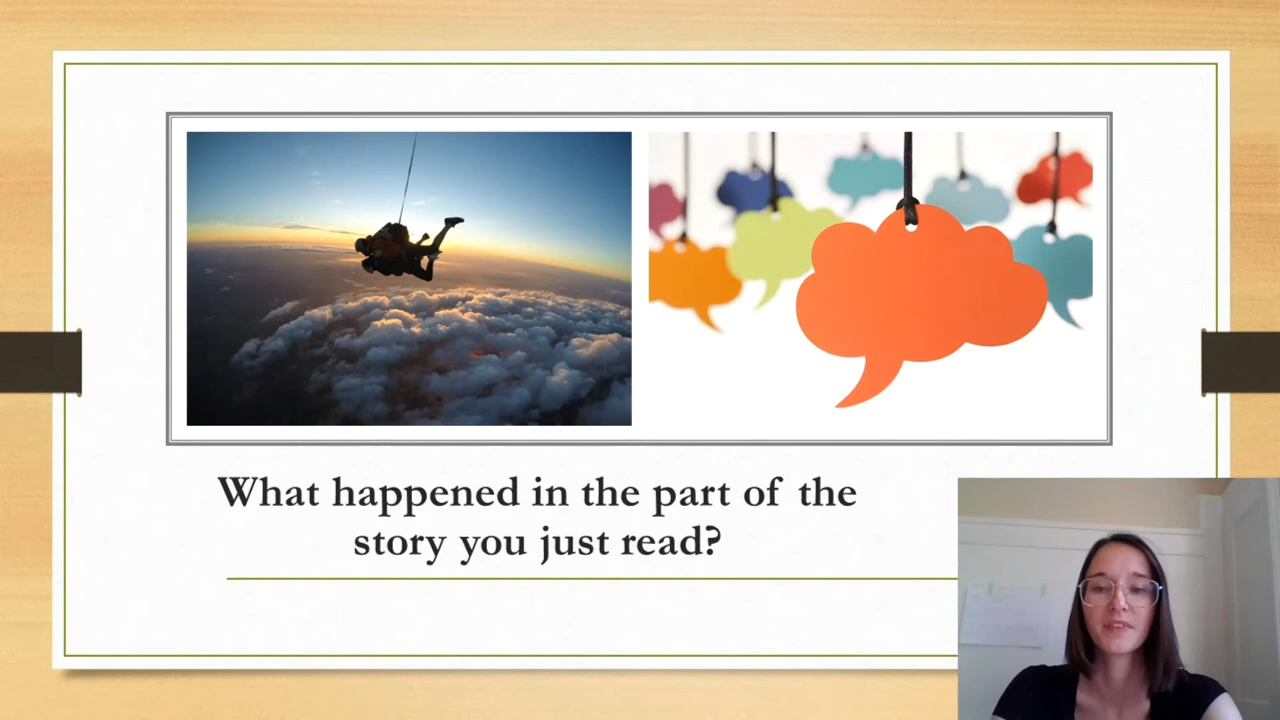 What happened in the part of the
story you just read?